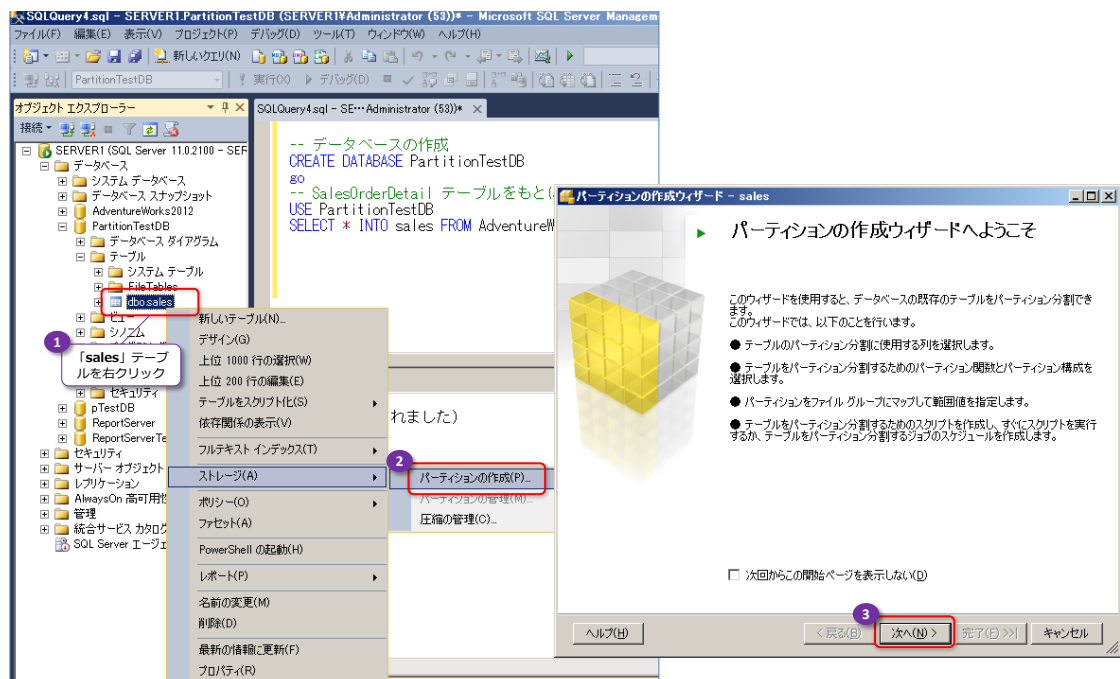 SQLQuery4.sql - SERVER1.PartitionTestDB (SERVER1¥Administrator (53))* - Microsoft SQL Server Managem
ファイル(F) 編集(E) 表示(V) プロジェクト(P) デバッグ(D) ツール(T) ウィンドウ(W) ヘルプ(H)
新しいクエリ(N)
PartitionTestDB
実行(X) デバッグ(D)
オブジェクト エクスプローラー
接続
SERVER1 (SQL Server 11.0.2100 - SER
データベース
システム データベース
データベース スナップショット
AdventureWorks2012
PartitionTestDB
データベース ダイアグラム
テーブル
システム テーブル
FileTables
dbo.sales
ビュー
シノニム
セキュリティ
pTestDB
ReportServer
ReportServerTe
セキュリティ
サーバー オブジェクト
レプリケーション
AlwaysOn 高可用性
管理
統合サービス カタログ
SQL Server エージェ
1
「sales」テーブ
ルを右クリック
SQLQuery4.sql - SE…Administrator (53))*
-- データベースの作成
CREATE DATABASE PartitionTestDB
go
-- SalesOrderDetail テーブルをもとに
USE PartitionTestDB
SELECT * INTO sales FROM AdventureW
れました)
新しいテーブル(N)...
デザイン(G)
上位 1000 行の選択(W)
上位 200 行の編集(E)
テーブルをスクリプト化(S)
依存関係の表示(V)
フルテキスト インデックス(T)
ストレージ(A)
ポリシー(O)
ファセット(A)
PowerShell の起動(H)
レポート(P)
名前の変更(M)
削除(D)
最新の情報に更新(F)
プロパティ(R)
2
パーティションの作成(P)...
パーティションの管理(M)...
圧縮の管理(C)...
パーティションの作成ウィザード - sales
パーティションの作成ウィザードへようこそ
このウィザードを使用すると、データベースの既存のテーブルをパーティション分割でき
ます。
このウィザードでは、以下のことを行います。
● テーブルのパーティション分割に使用する列を選択します。
● テーブルをパーティション分割するためのパーティション関数とパーティション構成を
選択します。
● パーティションをファイル グループにマップして範囲値を指定します。
● テーブルをパーティション分割するためのスクリプトを作成し、すぐにスクリプトを実行
するか、テーブルをパーティション分割するジョブのスケジュールを作成します。
次回からこの開始ページを表示しない(D)
3
ヘルプ(H)
< 戻る(B)
次へ(N) >
完了(F) >>|
キャンセル